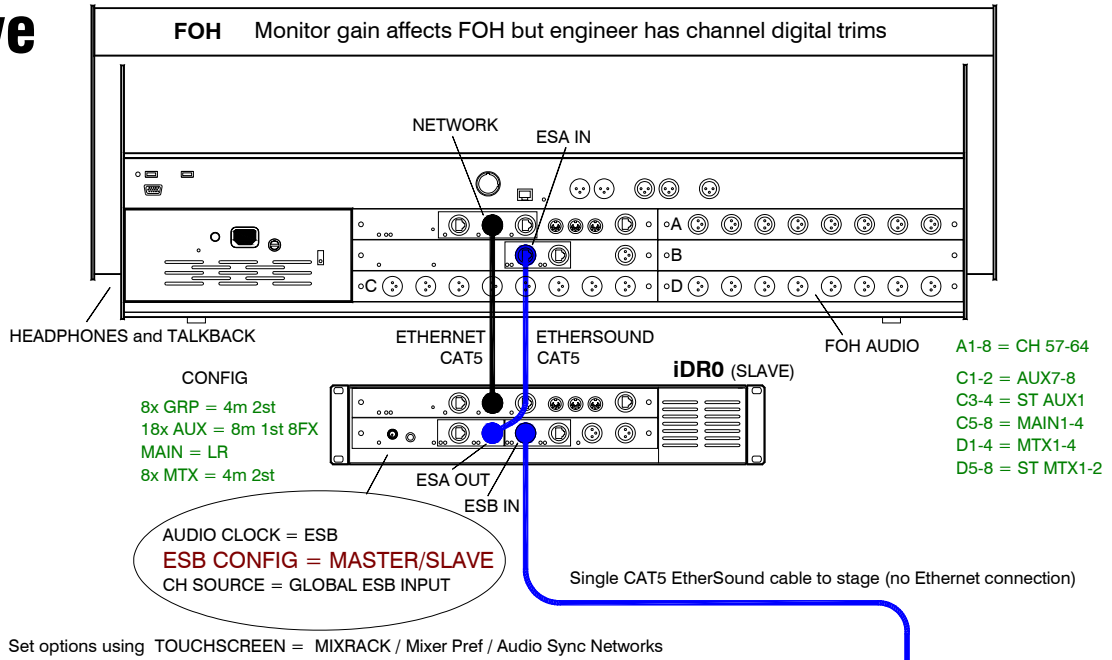 ve
FOH Monitor gain affects FOH but engineer has channel digital trims
NETWORK
ESA IN
A
B
C
D
HEADPHONES and TALKBACK
ETHERNET
CAT5
ETHERSOUND
CAT5
FOH AUDIO
iDR0 (SLAVE)
A1-8 = CH 57-64
C1-2 = AUX7-8
C3-4 = ST AUX1
C5-8 = MAIN1-4
D1-4 = MTX1-4
D5-8 = ST MTX1-2
CONFIG
8x GRP = 4m 2st
18x AUX = 8m 1st 8FX
MAIN = LR
8x MTX = 4m 2st
ESA OUT
ESB IN
AUDIO CLOCK = ESB
ESB CONFIG = MASTER/SLAVE
CH SOURCE = GLOBAL ESB INPUT
Single CAT5 EtherSound cable to stage (no Ethernet connection)
Set options using TOUCHSCREEN = MIXRACK / Mixer Pref / Audio Sync Networks